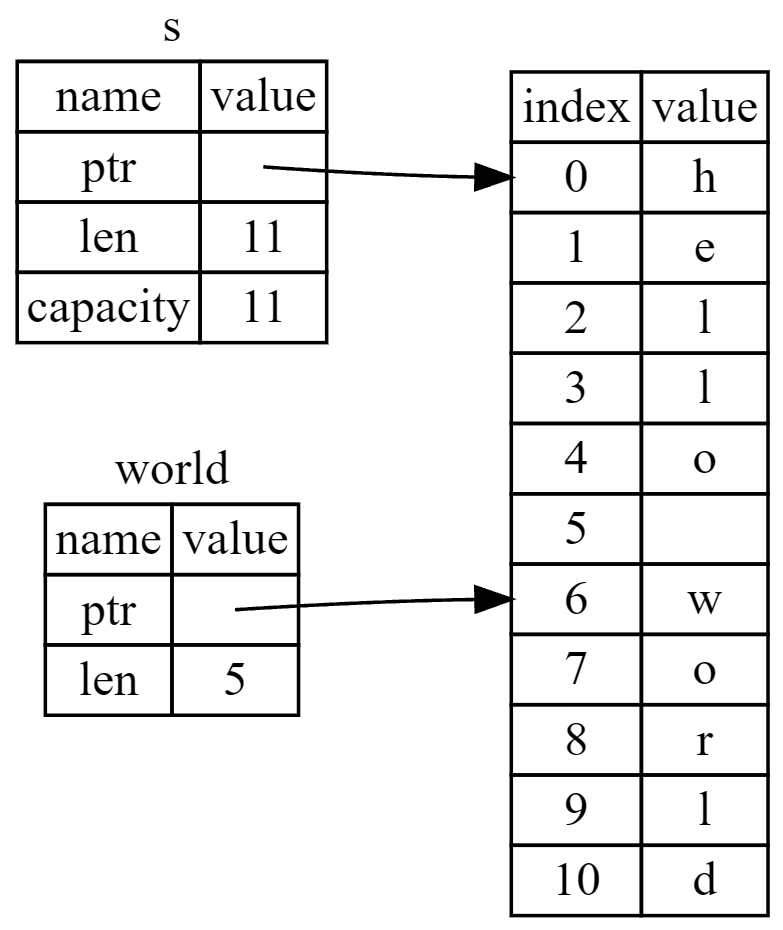 s
name value
ptr
len 11
capacity 11
world
name value
ptr
len 5
index value
0 h
1 e
2 l
3 l
4 o
5
6 w
7 o
8 r
9 l
10 d